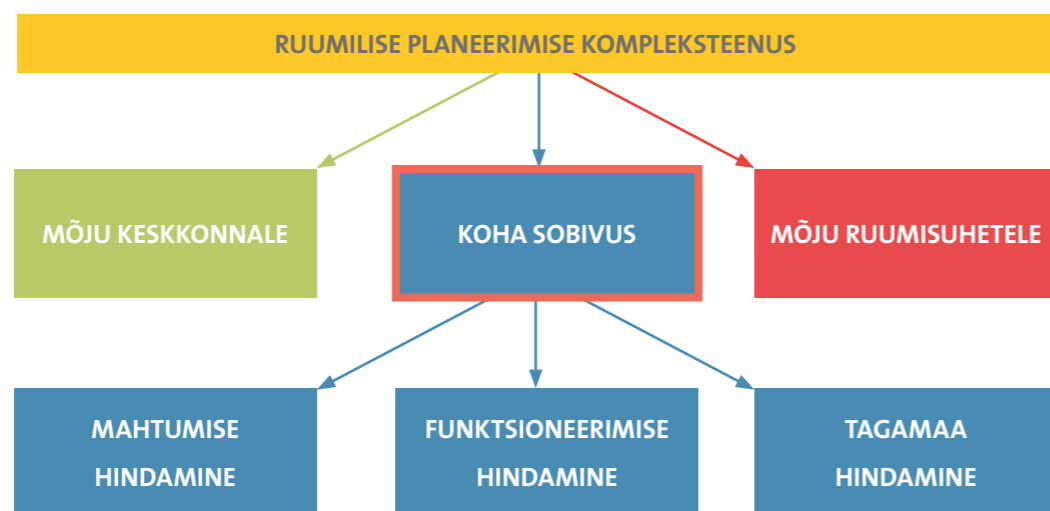 RUUMILISE PLANEERIMISE KOMPLEKSTEENUS
MÕJU KESKKONNALE
KOHA SOBIVUS
MÕJU RUUMISUHETELE
MAHTUMISE
HINDAMINE
FUNKTSIONEERIMISE
HINDAMINE
TAGAMAA
HINDAMINE